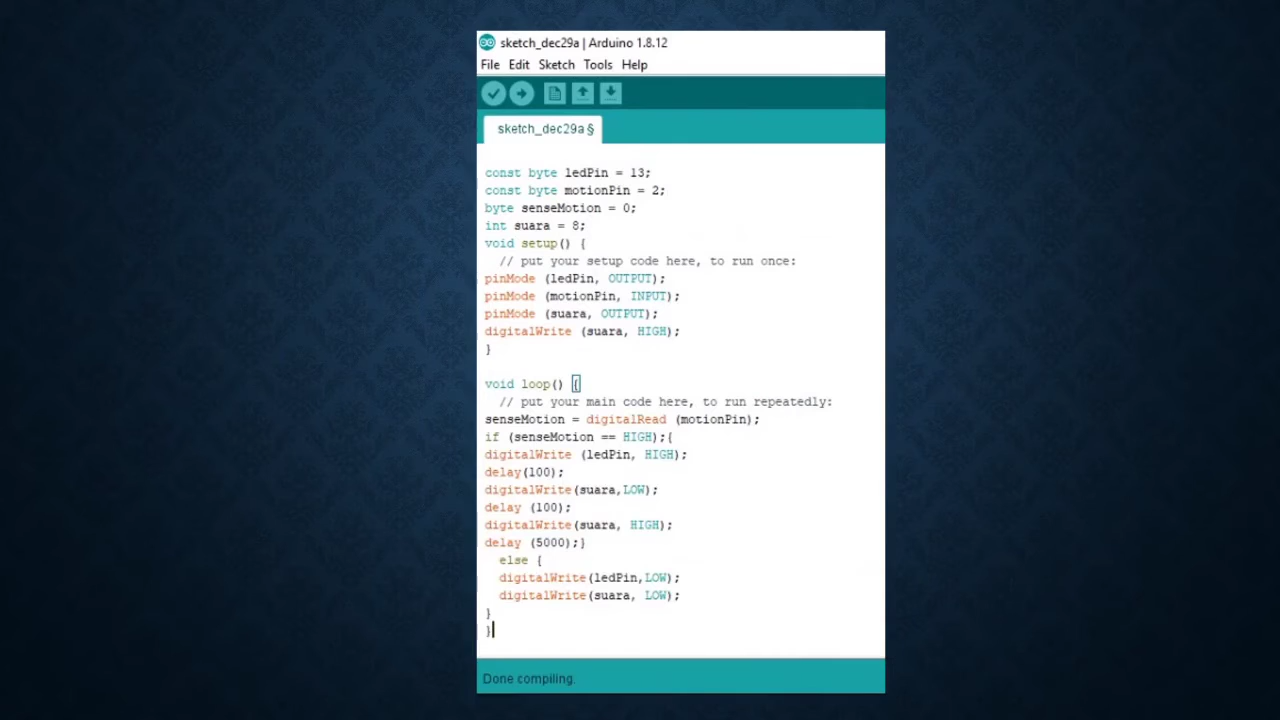 sketch_dec29a | Arduino 1.8.12
File Edit Sketch Tools Help
sketch_dec29a §
const byte ledPin = 13;
const byte motionPin = 2;
byte senseMotion = 0;
int suara = 8;
void setup() {
  // put your setup code here, to run once:
pinMode (ledPin, OUTPUT);
pinMode (motionPin, INPUT);
pinMode (suara, OUTPUT);
digitalWrite (suara, HIGH);
}
void loop() {
  // put your main code here, to run repeatedly:
senseMotion = digitalRead (motionPin);
if (senseMotion == HIGH);{
digitalWrite (ledPin, HIGH);
delay(100);
digitalWrite(suara,LOW);
delay (100);
digitalWrite(suara, HIGH);
delay (5000);}
  else {
  digitalWrite(ledPin,LOW);
  digitalWrite(suara, LOW);
}
}
Done compiling.